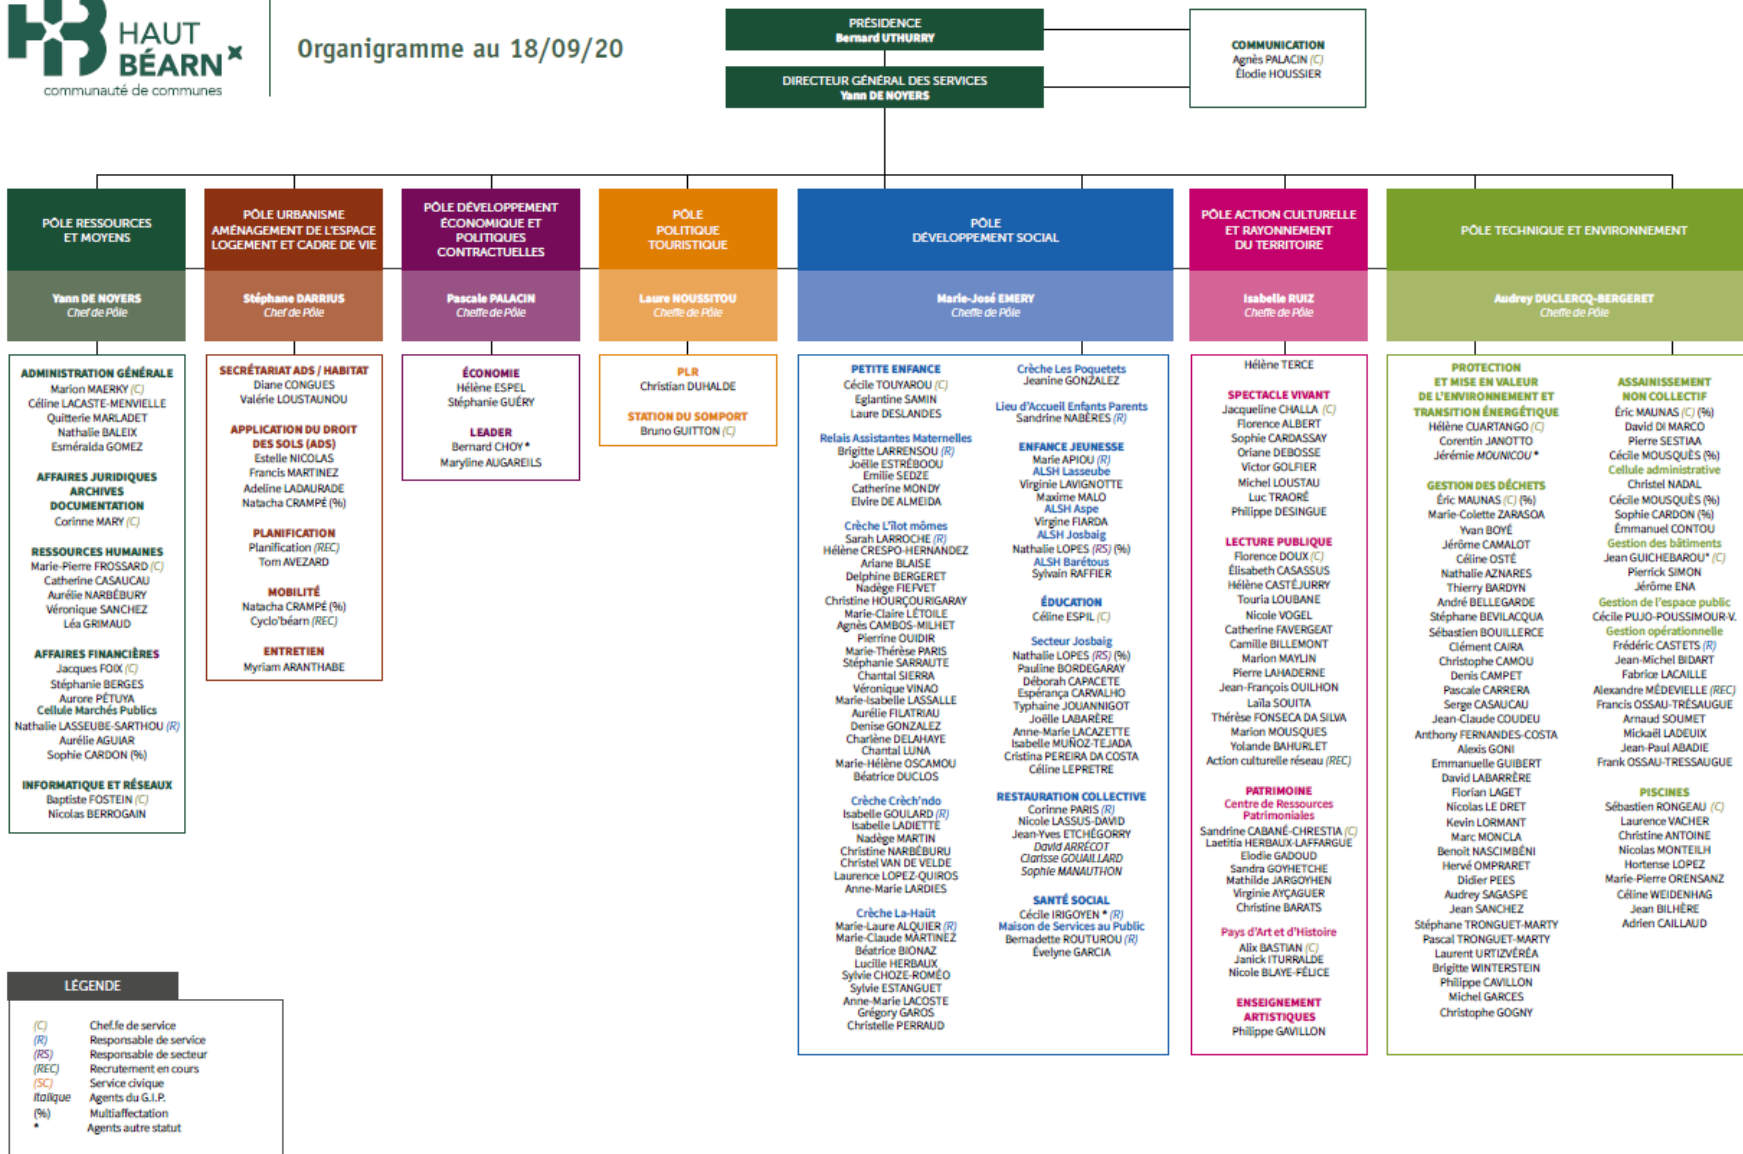 HAUT
BÉARN
communauté de communes
Organigramme au 18/09/20
PRÉSIDENCE
Bernard UTHURRY
DIRECTEUR GÉNÉRAL DES SERVICES
Yann DE NOYERS
COMMUNICATION
Agnès PALACIN (C)
Élodie HOUSSIER
PÔLE RESSOURCES
ET MOYENS
Yann DE NOYERS
Chef de Pôle
ADMINISTRATION GÉNÉRALE
Marion MAERKY (C)
Céline LACASTE-MENVIELLE
Quitterie MARLADET
Nathalie BALEIX
Esméralda GOMEZ
AFFAIRES JURIDIQUES
ARCHIVES
DOCUMENTATION
Corinne MARY (C)
RESSOURCES HUMAINES
Marie-Pierre FROSSARD (C)
Catherine CASAUCAU
Aurélie NARBÉBURY
Véronique SANCHEZ
Léa GRIMAUD
AFFAIRES FINANCIÈRES
Jacques FOIX (C)
Stéphanie BERGES
Aurore PÉTUYA
Cellule Marchés Publics
Nathalie LASSEUBE-SARTHOU (R)
Aurélie AGUIAR
Sophie CARDON (%)
INFORMATIQUE ET RÉSEAUX
Baptiste FOSTEIN (C)
Nicolas BERROGAIN
PÔLE URBANISME
AMÉNAGEMENT DE L'ESPACE
LOGEMENT ET CADRE DE VIE
Stéphane DARRIUS
Chef de Pôle
SECRÉTARIAT ADS / HABITAT
Diane CONGUES
Valérie LOUSTAUNOU
APPLICATION DU DROIT
DES SOLS (ADS)
Estelle NICOLAS
Francis MARTINEZ
Adeline LADAURADE
Natacha CRAMPÉ (%)
PLANIFICATION
Planification (REC)
Tom AVEZARD
MOBILITÉ
Natacha CRAMPÉ (%)
Cyclo'béarn (REC)
ENTRETIEN
Myriam ARANTHABE
PÔLE DÉVELOPPEMENT
ÉCONOMIQUE ET
POLITIQUES
CONTRACTUELLES
Pascale PALACIN
Cheffe de Pôle
ÉCONOMIE
Hélène ESPEL
Stéphanie GUÉRY
LEADER
Bernard CHOY *
Maryline AUGAREILS
PÔLE
POLITIQUE
TOURISTIQUE
Laure NOUSSITOU
Cheffe de Pôle
PLR
Christian DUHALDE
STATION DU SOMPORT
Bruno GUITTON (C)
PÔLE
DÉVELOPPEMENT SOCIAL
Marie-José EMERY
Cheffe de Pôle
PETITE ENFANCE
Cécile TOUYAROU (C)
Eglantine SAMIN
Laure DESLANDES
Relais Assistantes Maternelles
Brigitte LARRENSOU (R)
Joëlle ESTRÉBOOU
Emilie SEDZE
Catherine MONDY
Elvire DE ALMEIDA
Crèche L'îlot mômes
Sarah LARROCHE (R)
Hélène CRESPO-HERNANDEZ
Ariane BLAISE
Delphine BERGERET
Nadège FIEFVET
Christine HOURÇOURIGARAY
Marie-Claire LÉTOILE
Agnès CAMBOS-MILHET
Pierrine OUIDIR
Marie-Thérèse PARIS
Stéphanie SARRAUTE
Chantal SIERRA
Véronique VINAO
Marie-Isabelle LASSALLE
Aurélie FILATRIAU
Denise GONZALEZ
Charlène DELAHAYE
Chantal LUNA
Marie-Hélène OSCAMOU
Béatrice DUCLOS
Crèche Crèch'ndo
Isabelle GOULARD (R)
Isabelle LADIETTE
Nadège MARTIN
Christine NARBÉBURU
Christel VAN DE VELDE
Laurence LOPEZ-QUIROS
Anne-Marie LARDIES
Crèche La-Haüt
Marie-Laure ALQUIER (R)
Marie-Claude MARTINEZ
Béatrice BIONAZ
Lucille HERBAUX
Sylvie CHOZE-ROMÉO
Sylvie ESTANGUET
Anne-Marie LACOSTE
Grégory GAROS
Christelle PERRAUD
Crèche Les Poquetets
Jeanine GONZALEZ
Lieu d'Accueil Enfants Parents
Sandrine NABÈRES (R)
ENFANCE JEUNESSE
Marie APIOU (R)
ALSH Lasseube
Virginie LAVIGNOTTE
Maxime MALO
ALSH Aspe
Virgine FIARDA
ALSH Josbaig
Nathalie LOPES (RS) (%)
ALSH Barétous
Sylvain RAFFIER
ÉDUCATION
Céline ESPIL (C)
Secteur Josbaig
Nathalie LOPES (RS) (%)
Pauline BORDEGARAY
Déborah CAPACETE
Espérança CARVALHO
Typhaine JOUANNIGOT
Joëlle LABARÈRE
Anne-Marie LACAZETTE
Isabelle MUÑOZ-TEJADA
Cristina PEREIRA DA COSTA
Céline LEPRETRE
RESTAURATION COLLECTIVE
Corinne PARIS (R)
Nicole LASSUS-DAVID
Jean-Yves ETCHÉGORRY
David ARRÉCOT
Clarisse GOUAILLARD
Sophie MANAUTHON
SANTÉ SOCIAL
Cécile IRIGOYEN * (R)
Maison de Services au Public
Bernadette ROUTUROU (R)
Évelyne GARCIA
PÔLE ACTION CULTURELLE
ET RAYONNEMENT
DU TERRITOIRE
Isabelle RUIZ
Cheffe de Pôle
Hélène TERCE
SPECTACLE VIVANT
Jacqueline CHALLA (C)
Florence ALBERT
Sophie CARDASSAY
Oriane DEBOSSE
Victor GOLFIER
Michel LOUSTAU
Luc TRAORÉ
Philippe DESINGUE
LECTURE PUBLIQUE
Florence DOUX (C)
Élisabeth CASASSUS
Hélène CASTÉJURRY
Touria LOUBANE
Nicole VOGEL
Catherine FAVERGEAT
Camille BILLEMONT
Marion MAYLIN
Pierre LAHADERNE
Jean-François OUILHON
Laïla SOUITA
Thérèse FONSECA DA SILVA
Marion MOUSQUES
Yolande BAHURLET
Action culturelle réseau (REC)
PATRIMOINE
Centre de Ressources
Patrimoniales
Sandrine CABANÉ-CHRESTIA (C)
Laetitia HERBAUX-LAFFARGUE
Elodie GADOUD
Sandra GOYHETCHE
Mathilde JARGOYHEN
Virginie AYÇAGUER
Christine BARATS
Pays d'Art et d'Histoire
Alix BASTIAN (C)
Janick ITURRALDE
Nicole BLAYE-FÉLICE
ENSEIGNEMENT
ARTISTIQUES
Philippe GAVILLON
PÔLE TECHNIQUE ET ENVIRONNEMENT
Audrey DUCLERCQ-BERGERET
Cheffe de Pôle
PROTECTION
ET MISE EN VALEUR
DE L'ENVIRONNEMENT ET
TRANSITION ÉNERGÉTIQUE
Hélène CUARTANGO (C)
Corentin JANOTTO
Jérémie MOUNICOU *
GESTION DES DÉCHETS
Éric MAUNAS (C) (%)
Marie-Colette ZARASOA
Yvan BOYÉ
Jérôme CAMALOT
Céline OSTÉ
Nathalie AZNARES
Thierry BARDYN
André BELLEGARDE
Stéphane BEVILACQUA
Sébastien BOUILLERCE
Clément CAIRA
Christophe CAMOU
Denis CAMPET
Pascale CARRERA
Serge CASAUCAU
Jean-Claude COUDEU
Anthony FERNANDES-COSTA
Alexis GONI
Emmanuelle GUIBERT
David LABARRÈRE
Florian LAGET
Nicolas LE DRET
Kevin LORMANT
Marc MONCLA
Benoît NASCIMBÉNI
Hervé OMPRARET
Didier PEES
Audrey SAGASPE
Jean SANCHEZ
Stéphane TRONGUET-MARTY
Pascal TRONGUET-MARTY
Laurent URTIZVÉRÉA
Brigitte WINTERSTEIN
Philippe CAVILLON
Michel GARCES
Christophe GOGNY
ASSAINISSEMENT
NON COLLECTIF
Éric MAUNAS (C) (%)
David DI MARCO
Pierre SESTIAA
Cécile MOUSQUÈS (%)
Cellule administrative
Christel NADAL
Cécile MOUSQUÈS (%)
Sophie CARDON (%)
Émmanuel CONTOU
Gestion des bâtiments
Jean GUICHEBAROU* (C)
Pierrick SIMON
Jérôme ENA
Gestion de l'espace public
Cécile PUJO-POUSSIMOUR-V.
Gestion opérationnelle
Frédéric CASTETS (R)
Jean-Michel BIDART
Fabrice LACAILLE
Alexandre MÉDEVIELLE (REC)
Francis OSSAU-TRÉSAUGUE
Arnaud SOUMET
Mickaël LADEUIX
Jean-Paul ABADIE
Frank OSSAU-TRESSAUGUE
PISCINES
Sébastien RONGEAU (C)
Laurence VACHER
Christine ANTOINE
Nicolas MONTEILH
Hortense LOPEZ
Marie-Pierre ORENSANZ
Céline WEIDENHAG
Jean BILHÈRE
Adrien CAILLAUD
LÉGENDE
(C) Chef.fe de service
(R) Responsable de service
(RS) Responsable de secteur
(REC) Recrutement en cours
(SC) Service civique
Italique Agents du G.I.P.
(%) Multiaffectation
* Agents autre statut